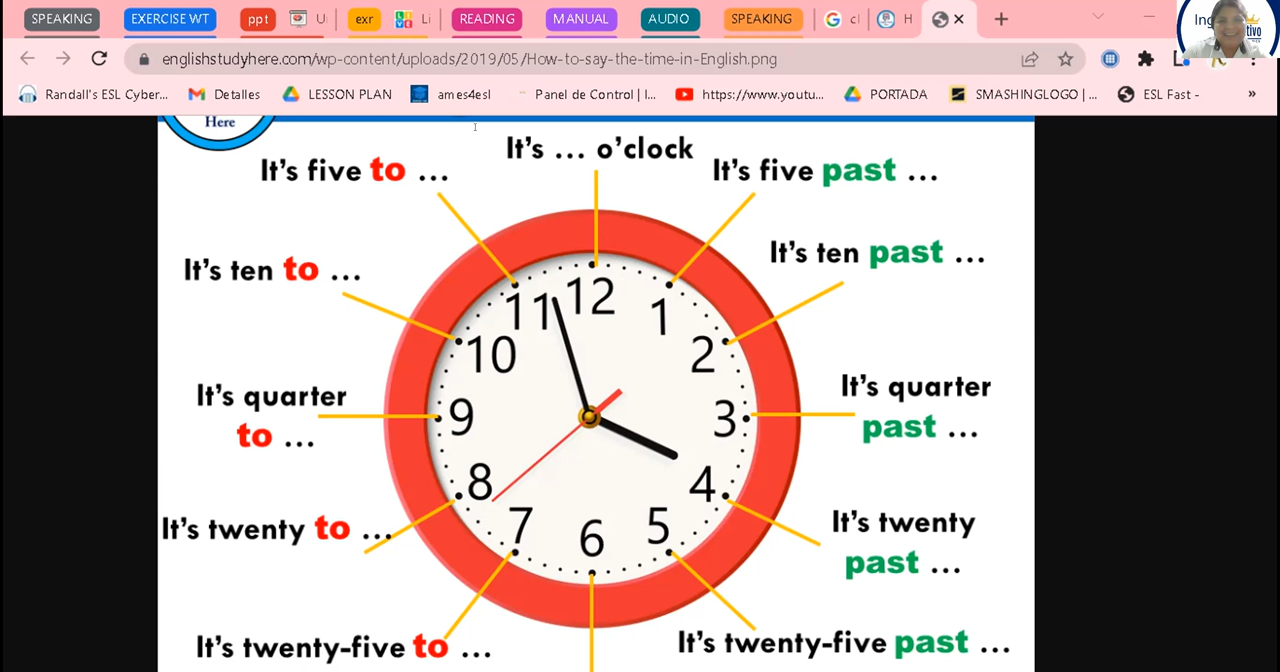 SPEAKING
EXERCISE WT
ppt
exr
Li
READING
MANUAL
AUDIO
SPEAKING
H
englishstudyhere.com/wp-content/uploads/2019/05/How-to-say-the-time-in-English.png
Randall's ESL Cyber...
Detalles
LESSON PLAN
ames4esl
Panel de Control | I...
https://www.youtu...
PORTADA
SMASHINGLOGO | ...
ESL Fast -
»
Here
It's ... o'clock
It's five to ...
It's five past ...
It's ten to ...
It's ten past ...
It's quarter
to ...
It's quarter
past ...
It's twenty to ...
It's twenty
past ...
It's twenty-five to ...
It's twenty-five past ...
12
1
2
3
4
5
6
7
8
9
10
11